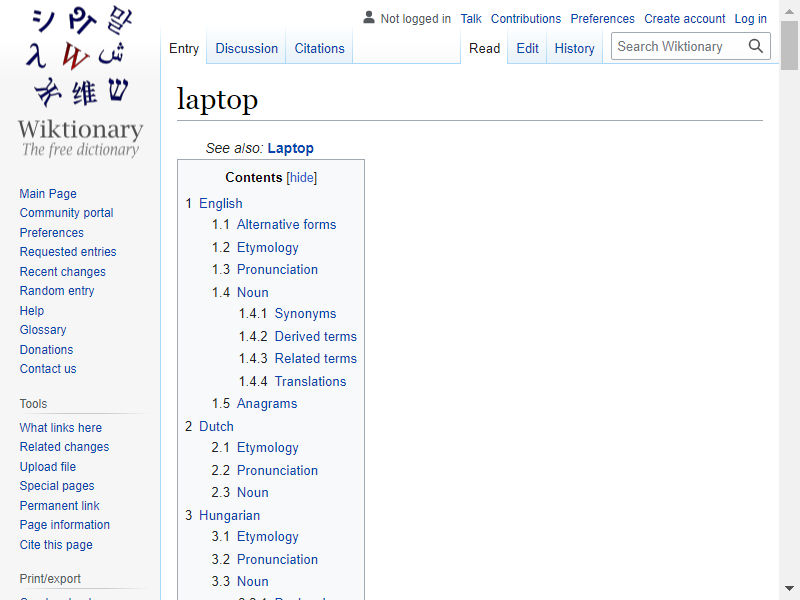 Not logged in Talk Contributions Preferences Create account Log in
Entry Discussion Citations Read Edit History Search Wiktionary
シ Ọ 말
λ W ش
维 ש
Wiktionary
The free dictionary
Main Page
Community portal
Preferences
Requested entries
Recent changes
Random entry
Help
Glossary
Donations
Contact us
Tools
What links here
Related changes
Upload file
Special pages
Permanent link
Page information
Cite this page
Print/export
laptop
See also: Laptop
Contents [hide]
1 English
1.1 Alternative forms
1.2 Etymology
1.3 Pronunciation
1.4 Noun
1.4.1 Synonyms
1.4.2 Derived terms
1.4.3 Related terms
1.4.4 Translations
1.5 Anagrams
2 Dutch
2.1 Etymology
2.2 Pronunciation
2.3 Noun
3 Hungarian
3.1 Etymology
3.2 Pronunciation
3.3 Noun